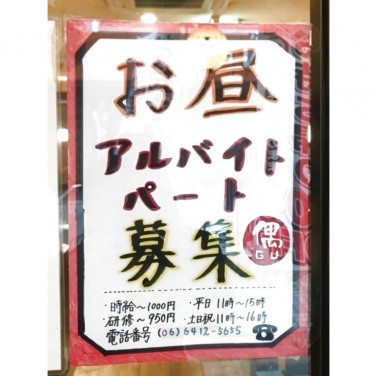 お昼
アルバイト
パート
募集
偶
GU
・時給〜1000円 ・平日 11時〜15時
・研修〜950円 土日祝11時〜16時
電話番号 (06)6412-5655 ☎